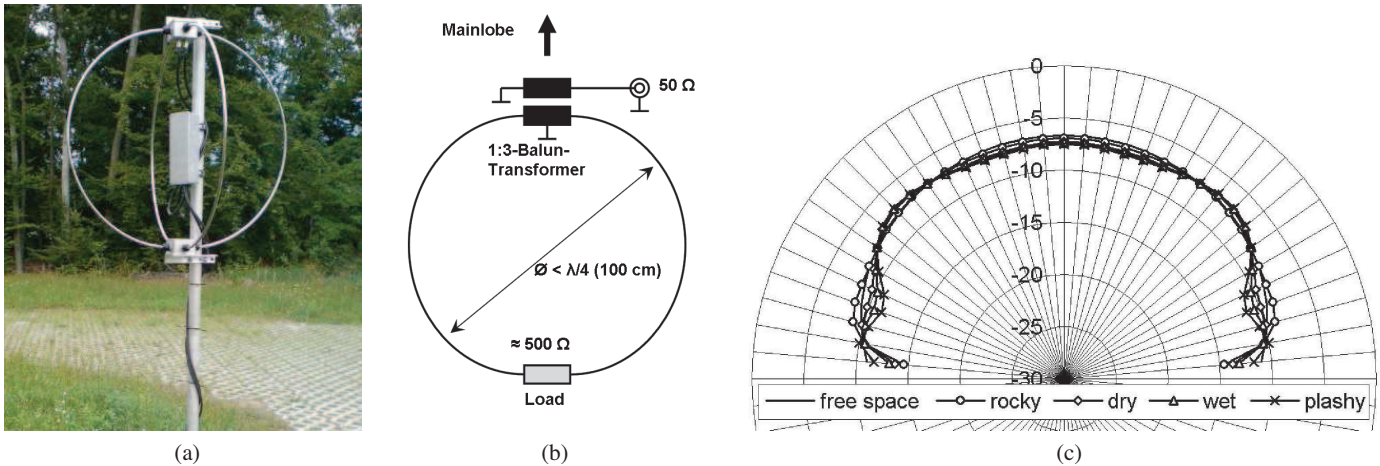 Mainlobe
50 Ω
1:3-Balun-
Transformer
Ø < λ/4 (100 cm)
≈ 500 Ω
Load
0
-5
-10
-15
-20
-25
-30
free space rocky dry wet plashy
(a) (b) (c)